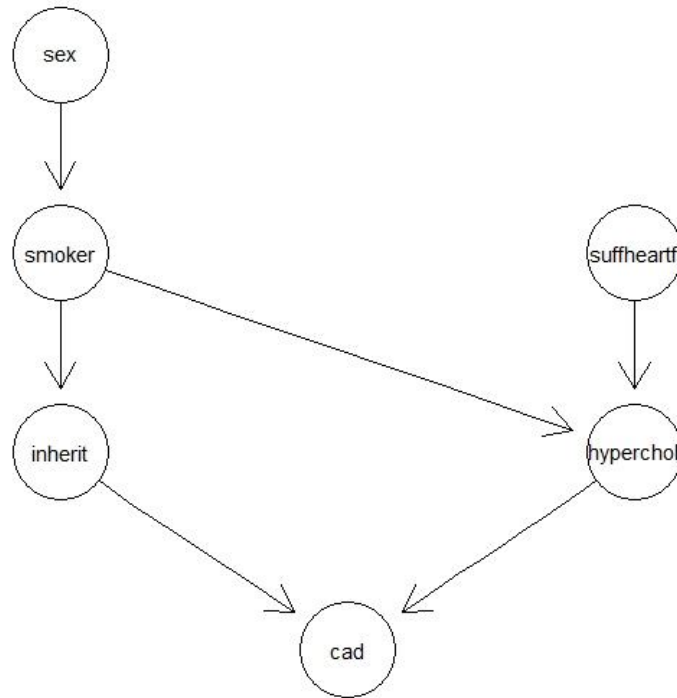 sex
smoker
suffheartf
inherit
hyperchol
cad